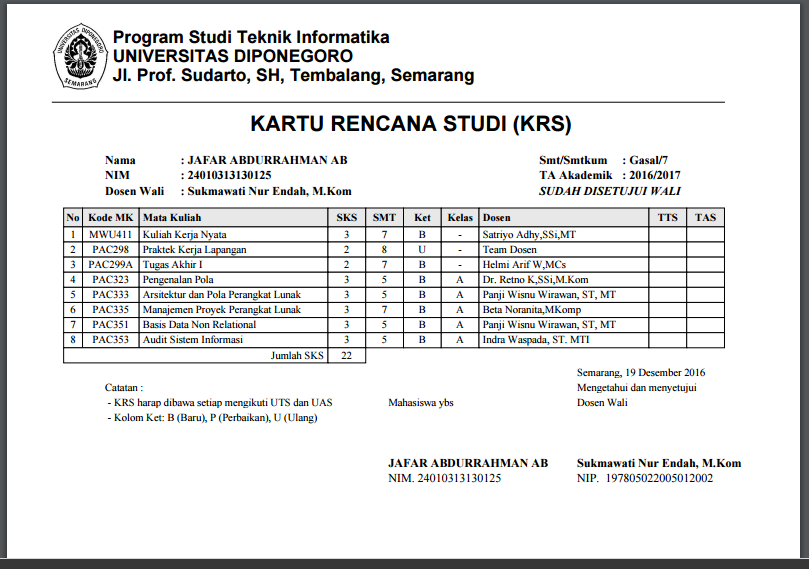 UNIVERSITAS DIPONEGORO
SEMARANG
Program Studi Teknik Informatika
UNIVERSITAS DIPONEGORO
Jl. Prof. Sudarto, SH, Tembalang, Semarang
KARTU RENCANA STUDI (KRS)
Nama : JAFAR ABDURRAHMAN AB Smt/Smtkum : Gasal/7
NIM : 24010313130125 TA Akademik : 2016/2017
Dosen Wali : Sukmawati Nur Endah, M.Kom SUDAH DISETUJUI WALI
No Kode MK Mata Kuliah SKS SMT Ket Kelas Dosen TTS TAS
1 MWU411 Kuliah Kerja Nyata 3 7 B - Satriyo Adhy,SSi,MT
2 PAC298 Praktek Kerja Lapangan 2 8 U - Team Dosen
3 PAC299A Tugas Akhir I 2 7 B - Helmi Arif W,MCs
4 PAC323 Pengenalan Pola 3 5 B A Dr. Retno K,SSi,M.Kom
5 PAC333 Arsitektur dan Pola Perangkat Lunak 3 5 B A Panji Wisnu Wirawan, ST, MT
6 PAC335 Manajemen Proyek Perangkat Lunak 3 7 B A Beta Noranita,MKomp
7 PAC351 Basis Data Non Relational 3 5 B A Panji Wisnu Wirawan, ST, MT
8 PAC353 Audit Sistem Informasi 3 5 B A Indra Waspada, ST. MTI
Jumlah SKS 22
Semarang, 19 Desember 2016
Catatan : Mengetahui dan menyetujui
- KRS harap dibawa setiap mengikuti UTS dan UAS Mahasiswa ybs Dosen Wali
- Kolom Ket: B (Baru), P (Perbaikan), U (Ulang)
JAFAR ABDURRAHMAN AB Sukmawati Nur Endah, M.Kom
NIM. 24010313130125 NIP. 197805022005012002